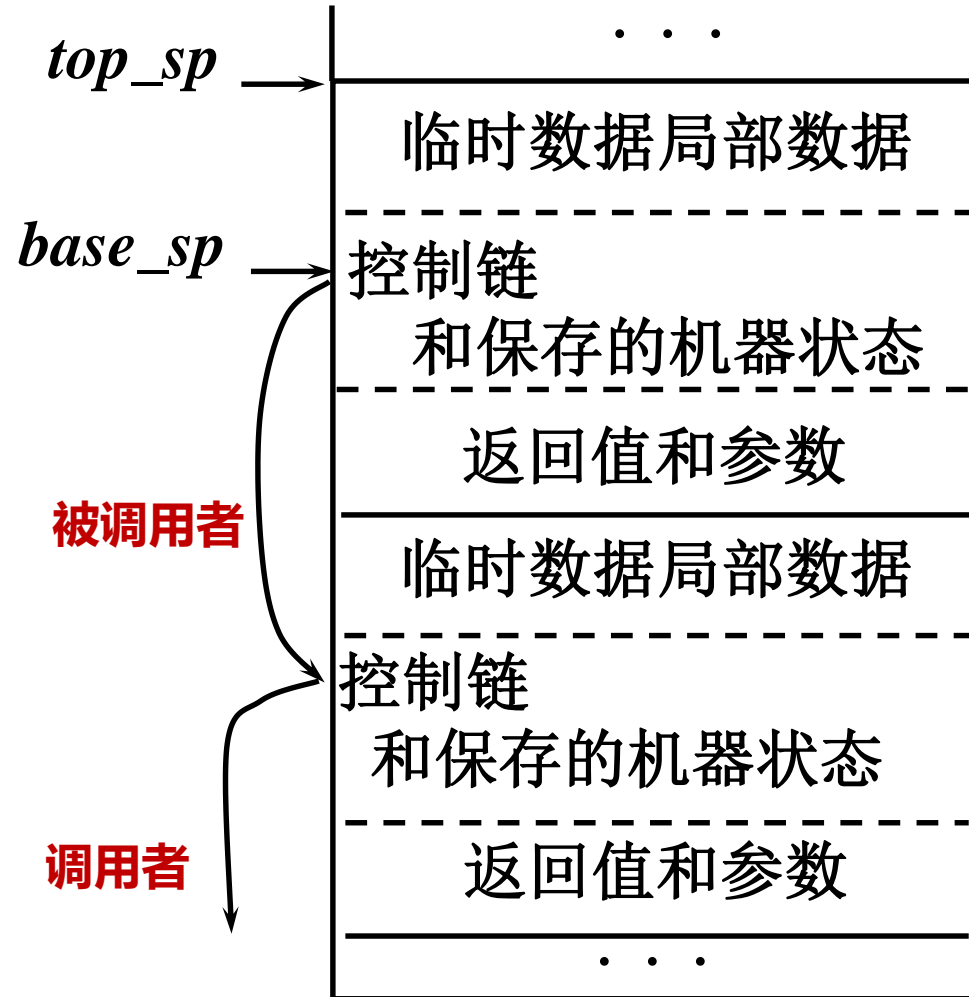 · · ·
top_sp
临时数据局部数据
base_sp
控制链
和保存的机器状态
返回值和参数
被调用者
临时数据局部数据
控制链
和保存的机器状态
调用者
返回值和参数
· · ·